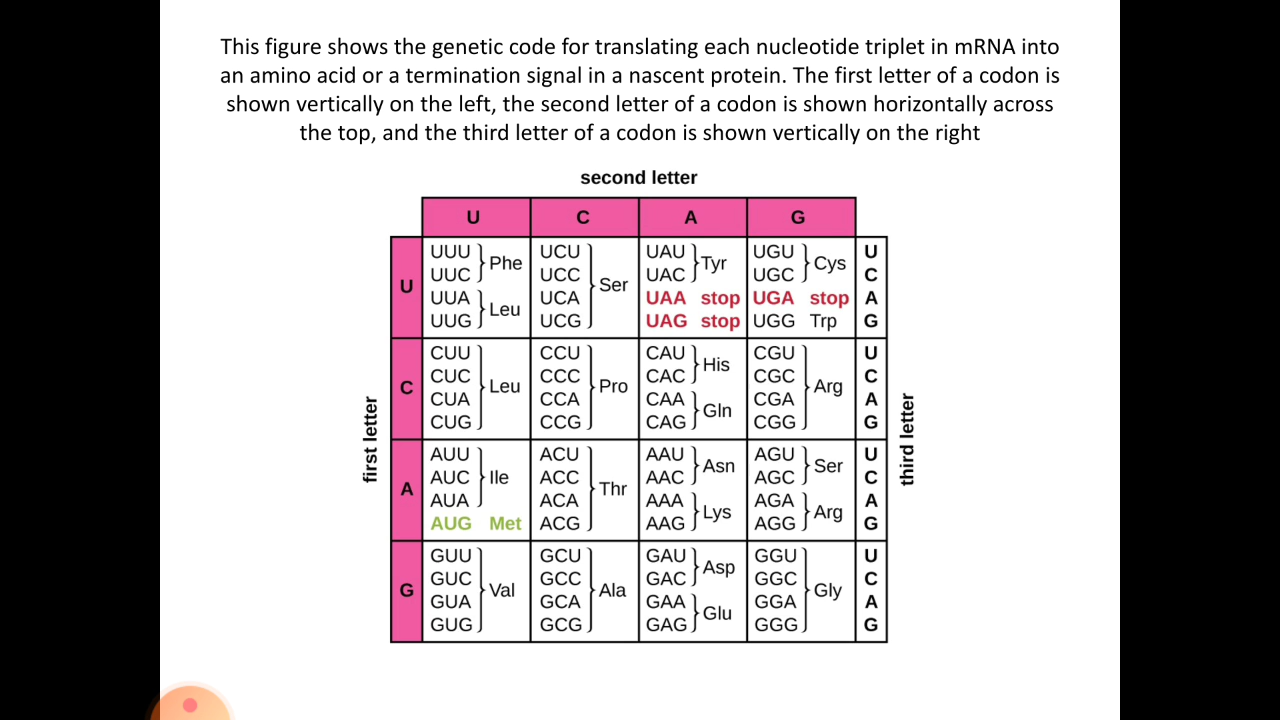 This figure shows the genetic code for translating each nucleotide triplet in mRNA into
an amino acid or a termination signal in a nascent protein. The first letter of a codon is
shown vertically on the left, the second letter of a codon is shown horizontally across
the top, and the third letter of a codon is shown vertically on the right
second letter
U C A G
first letter
third letter
U
UUU UUC Phe
UUA UUG Leu
UCU UCC UCA UCG Ser
UAU UAC Tyr
UAA stop
UAG stop
UGU UGC Cys
UGA stop
UGG Trp
U C A G
C
CUU CUC CUA CUG Leu
CCU CCC CCA CCG Pro
CAU CAC His
CAA CAG Gln
CGU CGC CGA CGG Arg
U C A G
A
AUU AUC AUA Ile
AUG Met
ACU ACC ACA ACG Thr
AAU AAC Asn
AAA AAG Lys
AGU AGC Ser
AGA AGG Arg
U C A G
G
GUU GUC GUA GUG Val
GCU GCC GCA GCG Ala
GAU GAC Asp
GAA GAG Glu
GGU GGC GGA GGG Gly
U C A G